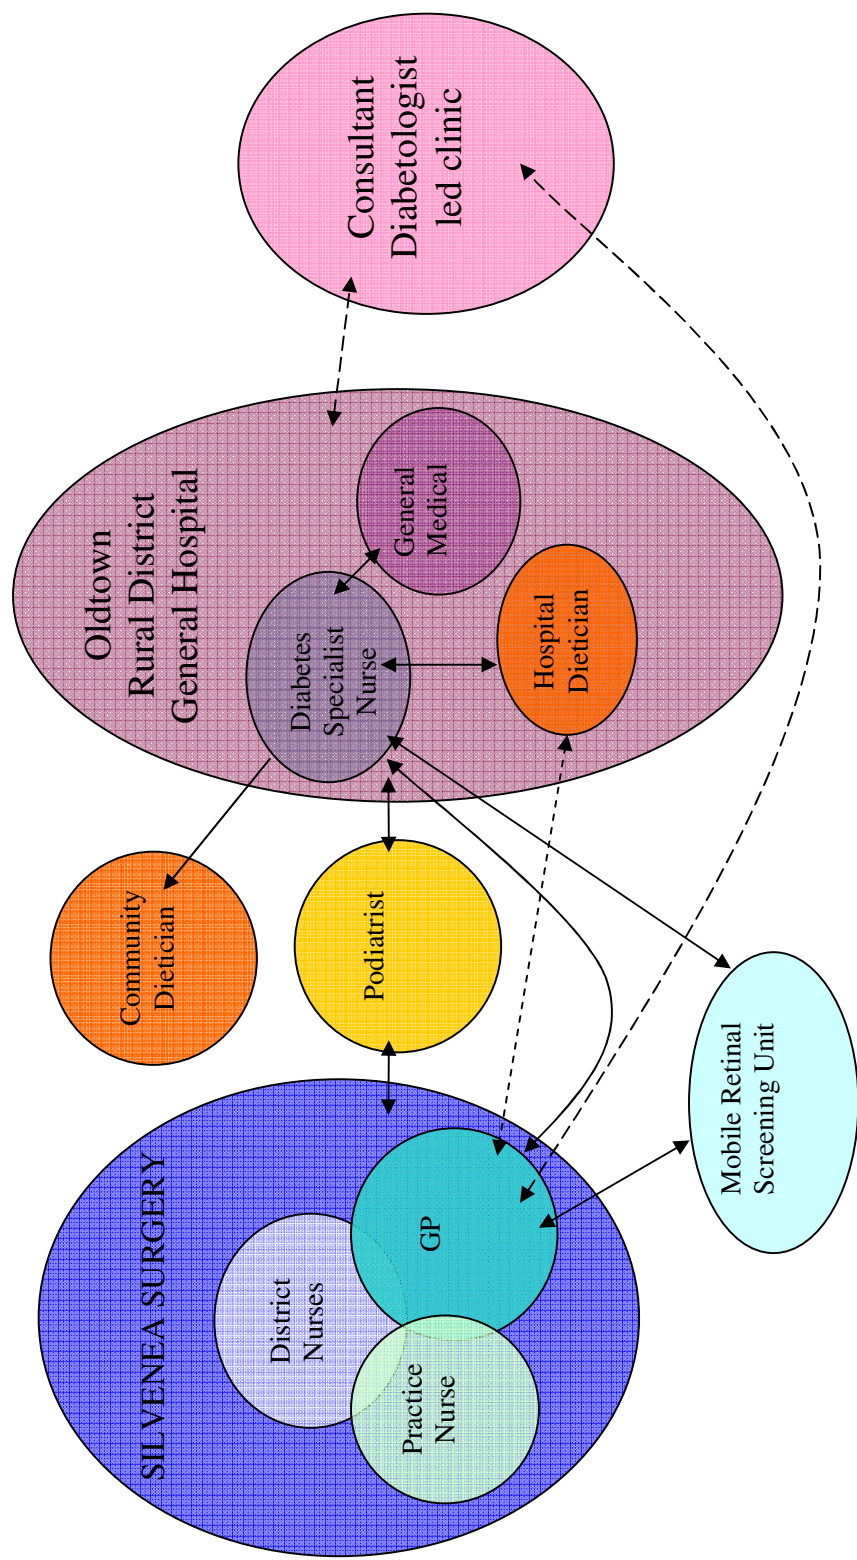 SILVENEA SURGERY
District
Nurses
Practice
Nurse
GP
Community
Dietician
Podiatrist
Mobile Retinal
Screening Unit
Oldtown
Rural District
General Hospital
Diabetes
Specialist
Nurse
General
Medical
Hospital
Dietician
Consultant
Diabetologist
led clinic